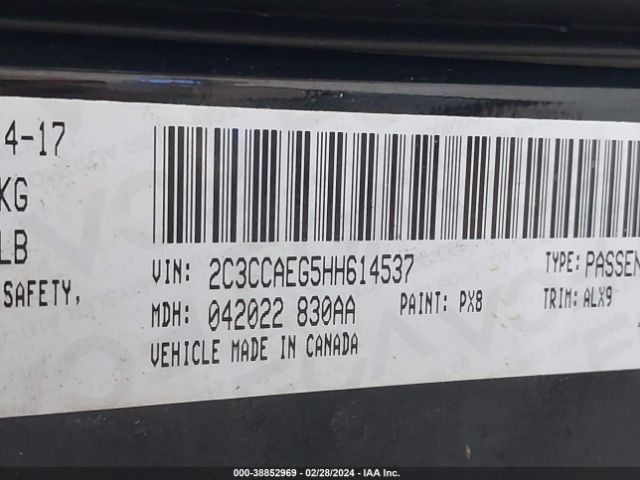 4-17
KG
LB
SAFETY,
VIN: 2C3CCAEG5HH614537
TYPE: PASSEN
MDH: 042022 830AA
PAINT: PX8
TRIM: ALX9
VEHICLE MADE IN CANADA
000-38852969 - 02/28/2024 - IAA Inc.